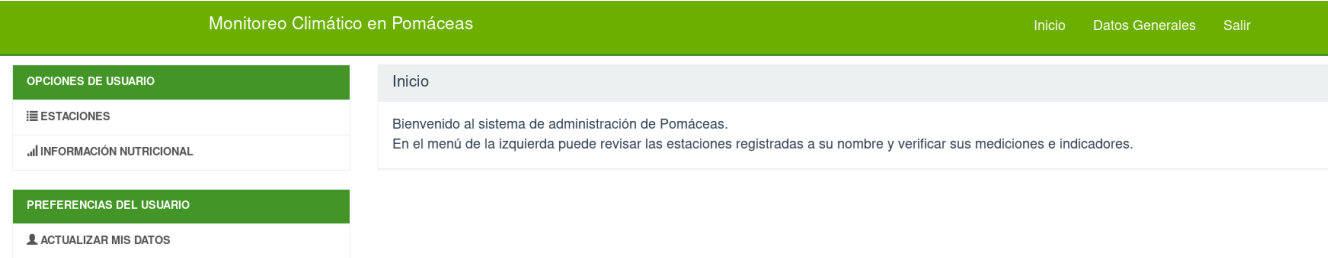 Monitoreo Climático en Pomáceas
Inicio Datos Generales Salir
OPCIONES DE USUARIO
ESTACIONES
INFORMACIÓN NUTRICIONAL
PREFERENCIAS DEL USUARIO
ACTUALIZAR MIS DATOS
Inicio
Bienvenido al sistema de administración de Pomáceas.
En el menú de la izquierda puede revisar las estaciones registradas a su nombre y verificar sus mediciones e indicadores.